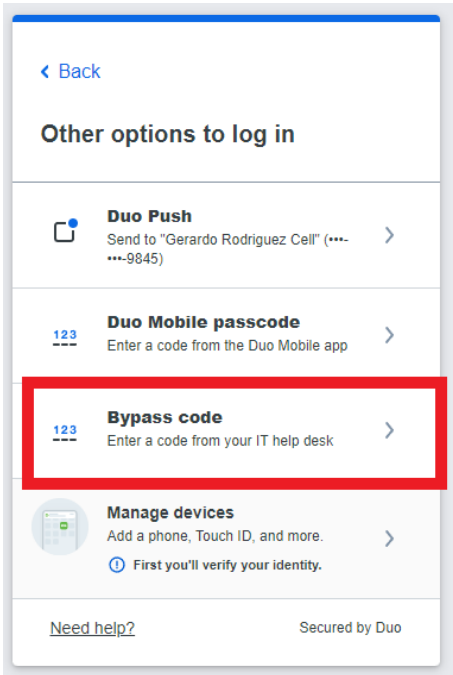 Back
Other options to log in
Duo Push
Send to "Gerardo Rodriguez Cell" (•••-
•••-9845)
123
Duo Mobile passcode
Enter a code from the Duo Mobile app
123
Bypass code
Enter a code from your IT help desk
Manage devices
Add a phone, Touch ID, and more.
First you'll verify your identity.
Need help?
Secured by Duo